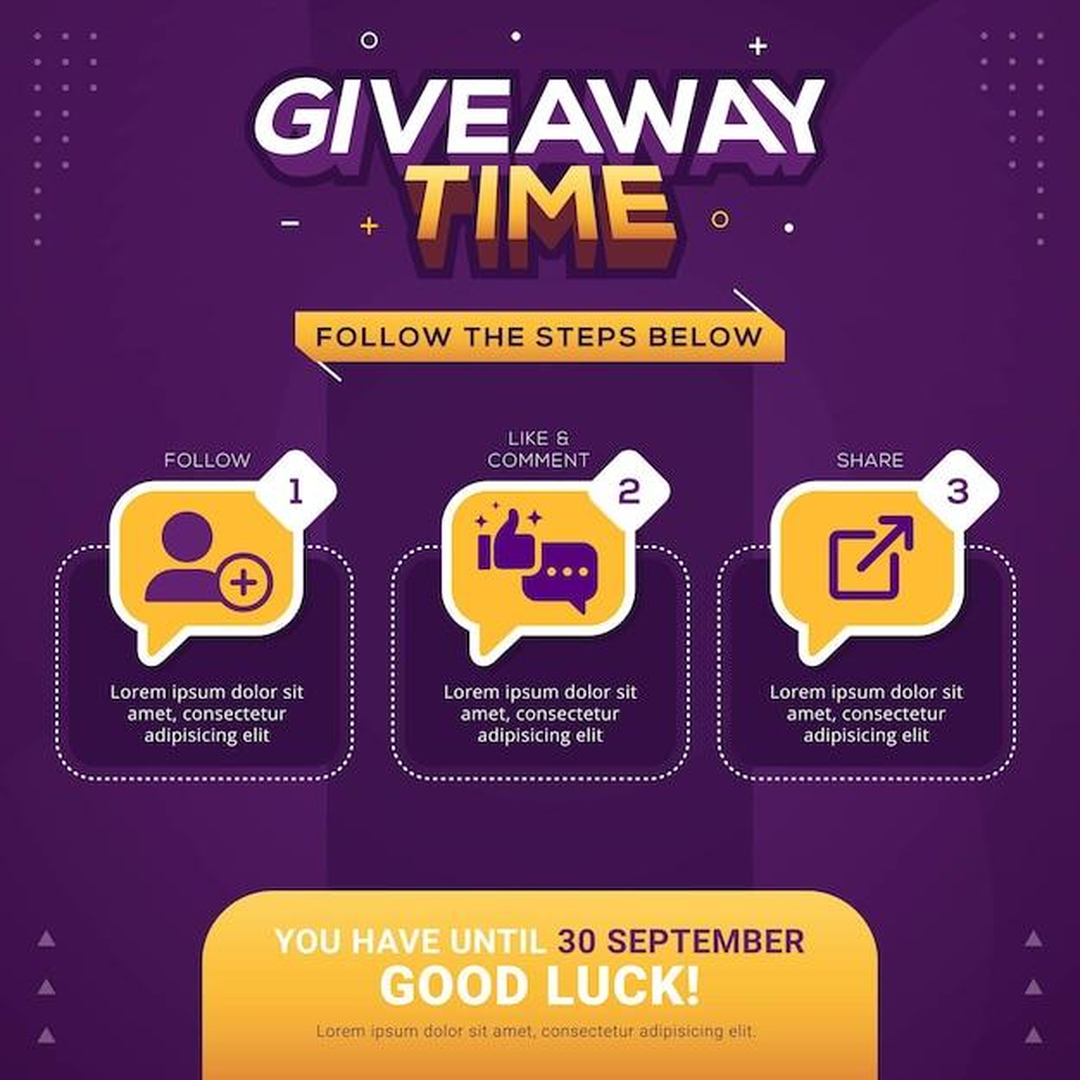 GIVEAWAY
TIME
FOLLOW THE STEPS BELOW
FOLLOW
1
Lorem ipsum dolor sit
amet, consectetur
adipisicing elit
LIKE &
COMMENT
2
Lorem ipsum dolor sit
amet, consectetur
adipisicing elit
SHARE
3
Lorem ipsum dolor sit
amet, consectetur
adipisicing elit
YOU HAVE UNTIL 30 SEPTEMBER
GOOD LUCK!
Lorem ipsum dolor sit amet, consectetur adipisicing elit.